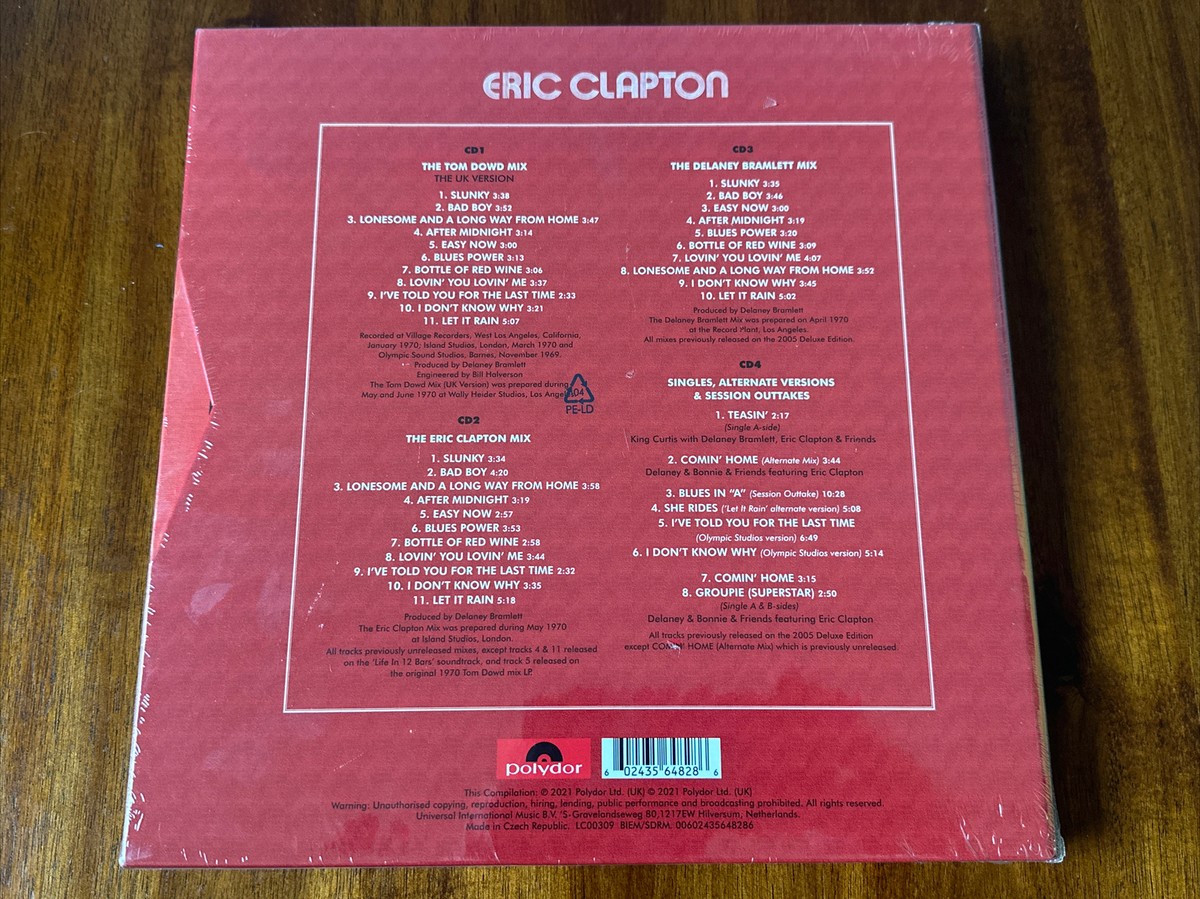 ERIC CLAPTON
CD1
THE TOM DOWD MIX
THE UK VERSION
1. SLUNKY 3:38
2. BAD BOY 3:52
3. LONESOME AND A LONG WAY FROM HOME 3:47
4. AFTER MIDNIGHT 3:14
5. EASY NOW 3:00
6. BLUES POWER 3:13
7. BOTTLE OF RED WINE 3:06
8. LOVIN' YOU LOVIN' ME 3:37
9. I'VE TOLD YOU FOR THE LAST TIME 2:33
10. I DON'T KNOW WHY 3:21
11. LET IT RAIN 5:07
Recorded at Village Recorders, West Los Angeles, California,
January 1970; Island Studios, London, March 1970 and
Olympic Sound Studios, Barnes, November 1969.
Produced by Delaney Bramlett
Engineered by Bill Halverson
The Tom Dowd Mix (UK Version) was prepared during
May and June 1970 at Wally Heider Studios, Los
04
PE-LD
CD2
THE ERIC CLAPTON MIX
1. SLUNKY 3:34
2. BAD BOY 4:20
3. LONESOME AND A LONG WAY FROM HOME 3:58
4. AFTER MIDNIGHT 3:19
5. EASY NOW 2:57
6. BLUES POWER 3:53
7. BOTTLE OF RED WINE 2:58
8. LOVIN' YOU LOVIN' ME 3:44
9. I'VE TOLD YOU FOR THE LAST TIME 2:32
10. I DON'T KNOW WHY 3:35
11. LET IT RAIN 5:18
Produced by Delaney Bramlett
The Eric Clapton Mix was prepared during May 1970
at Island Studios, London.
All tracks previously unreleased mixes, except tracks 4 & 11 released
on the 'Life In 12 Bars' soundtrack, and track 5 released on
the original 1970 Tom Dowd mix LP.
CD3
THE DELANEY BRAMLETT MIX
1. SLUNKY 3:35
2. BAD BOY 3:46
3. EASY NOW 3:00
4. AFTER MIDNIGHT 3:19
5. BLUES POWER 3:20
6. BOTTLE OF RED WINE 3:09
7. LOVIN' YOU LOVIN' ME 4:07
8. LONESOME AND A LONG WAY FROM HOME 3:52
9. I DON'T KNOW WHY 3:45
10. LET IT RAIN 5:02
Produced by Delaney Bramlett
The Delaney Bramlett Mix was prepared on April 1970
at the Record Plant, Los Angeles.
All mixes previously released on the 2005 Deluxe Edition.
CD4
SINGLES, ALTERNATE VERSIONS
& SESSION OUTTAKES
1. TEASIN' 2:17
(Single A-side)
King Curtis with Delaney Bramlett, Eric Clapton & Friends
2. COMIN' HOME (Alternate Mix) 3:44
Delaney & Bonnie & Friends featuring Eric Clapton
3. BLUES IN "A" (Session Outtake) 10:28
4. SHE RIDES ('Let It Rain' alternate version) 5:08
5. I'VE TOLD YOU FOR THE LAST TIME
(Olympic Studios version) 6:49
6. I DON'T KNOW WHY (Olympic Studios version) 5:14
7. COMIN' HOME 3:15
8. GROUPIE (SUPERSTAR) 2:50
(Single A & B-sides)
Delaney & Bonnie & Friends featuring Eric Clapton
All tracks previously released on the 2005 Deluxe Edition
except COMIN' HOME (Alternate Mix) which is previously unreleased.
polydor
6 02435 64828 6
This Compilation: ℗ 2021 Polydor Ltd. (UK) © 2021 Polydor Ltd. (UK)
Warning: Unauthorised copying, reproduction, hiring, lending, public performance and broadcasting prohibited. All rights reserved.
Universal International Music BV. 'S-Gravelandseweg 80,1217EW Hilversum, Netherlands.
Made in Czech Republic. LC00309 BIEM/SDRM. 00602435648286